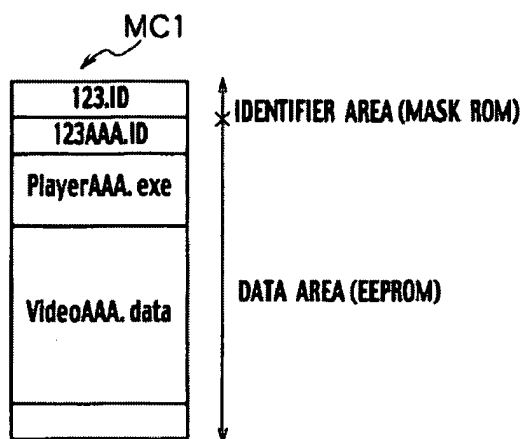 MC1
123.ID
IDENTIFIER AREA (MASK ROM)
123AAA.ID
PlayerAAA.exe
DATA AREA (EEPROM)
VideoAAA.data